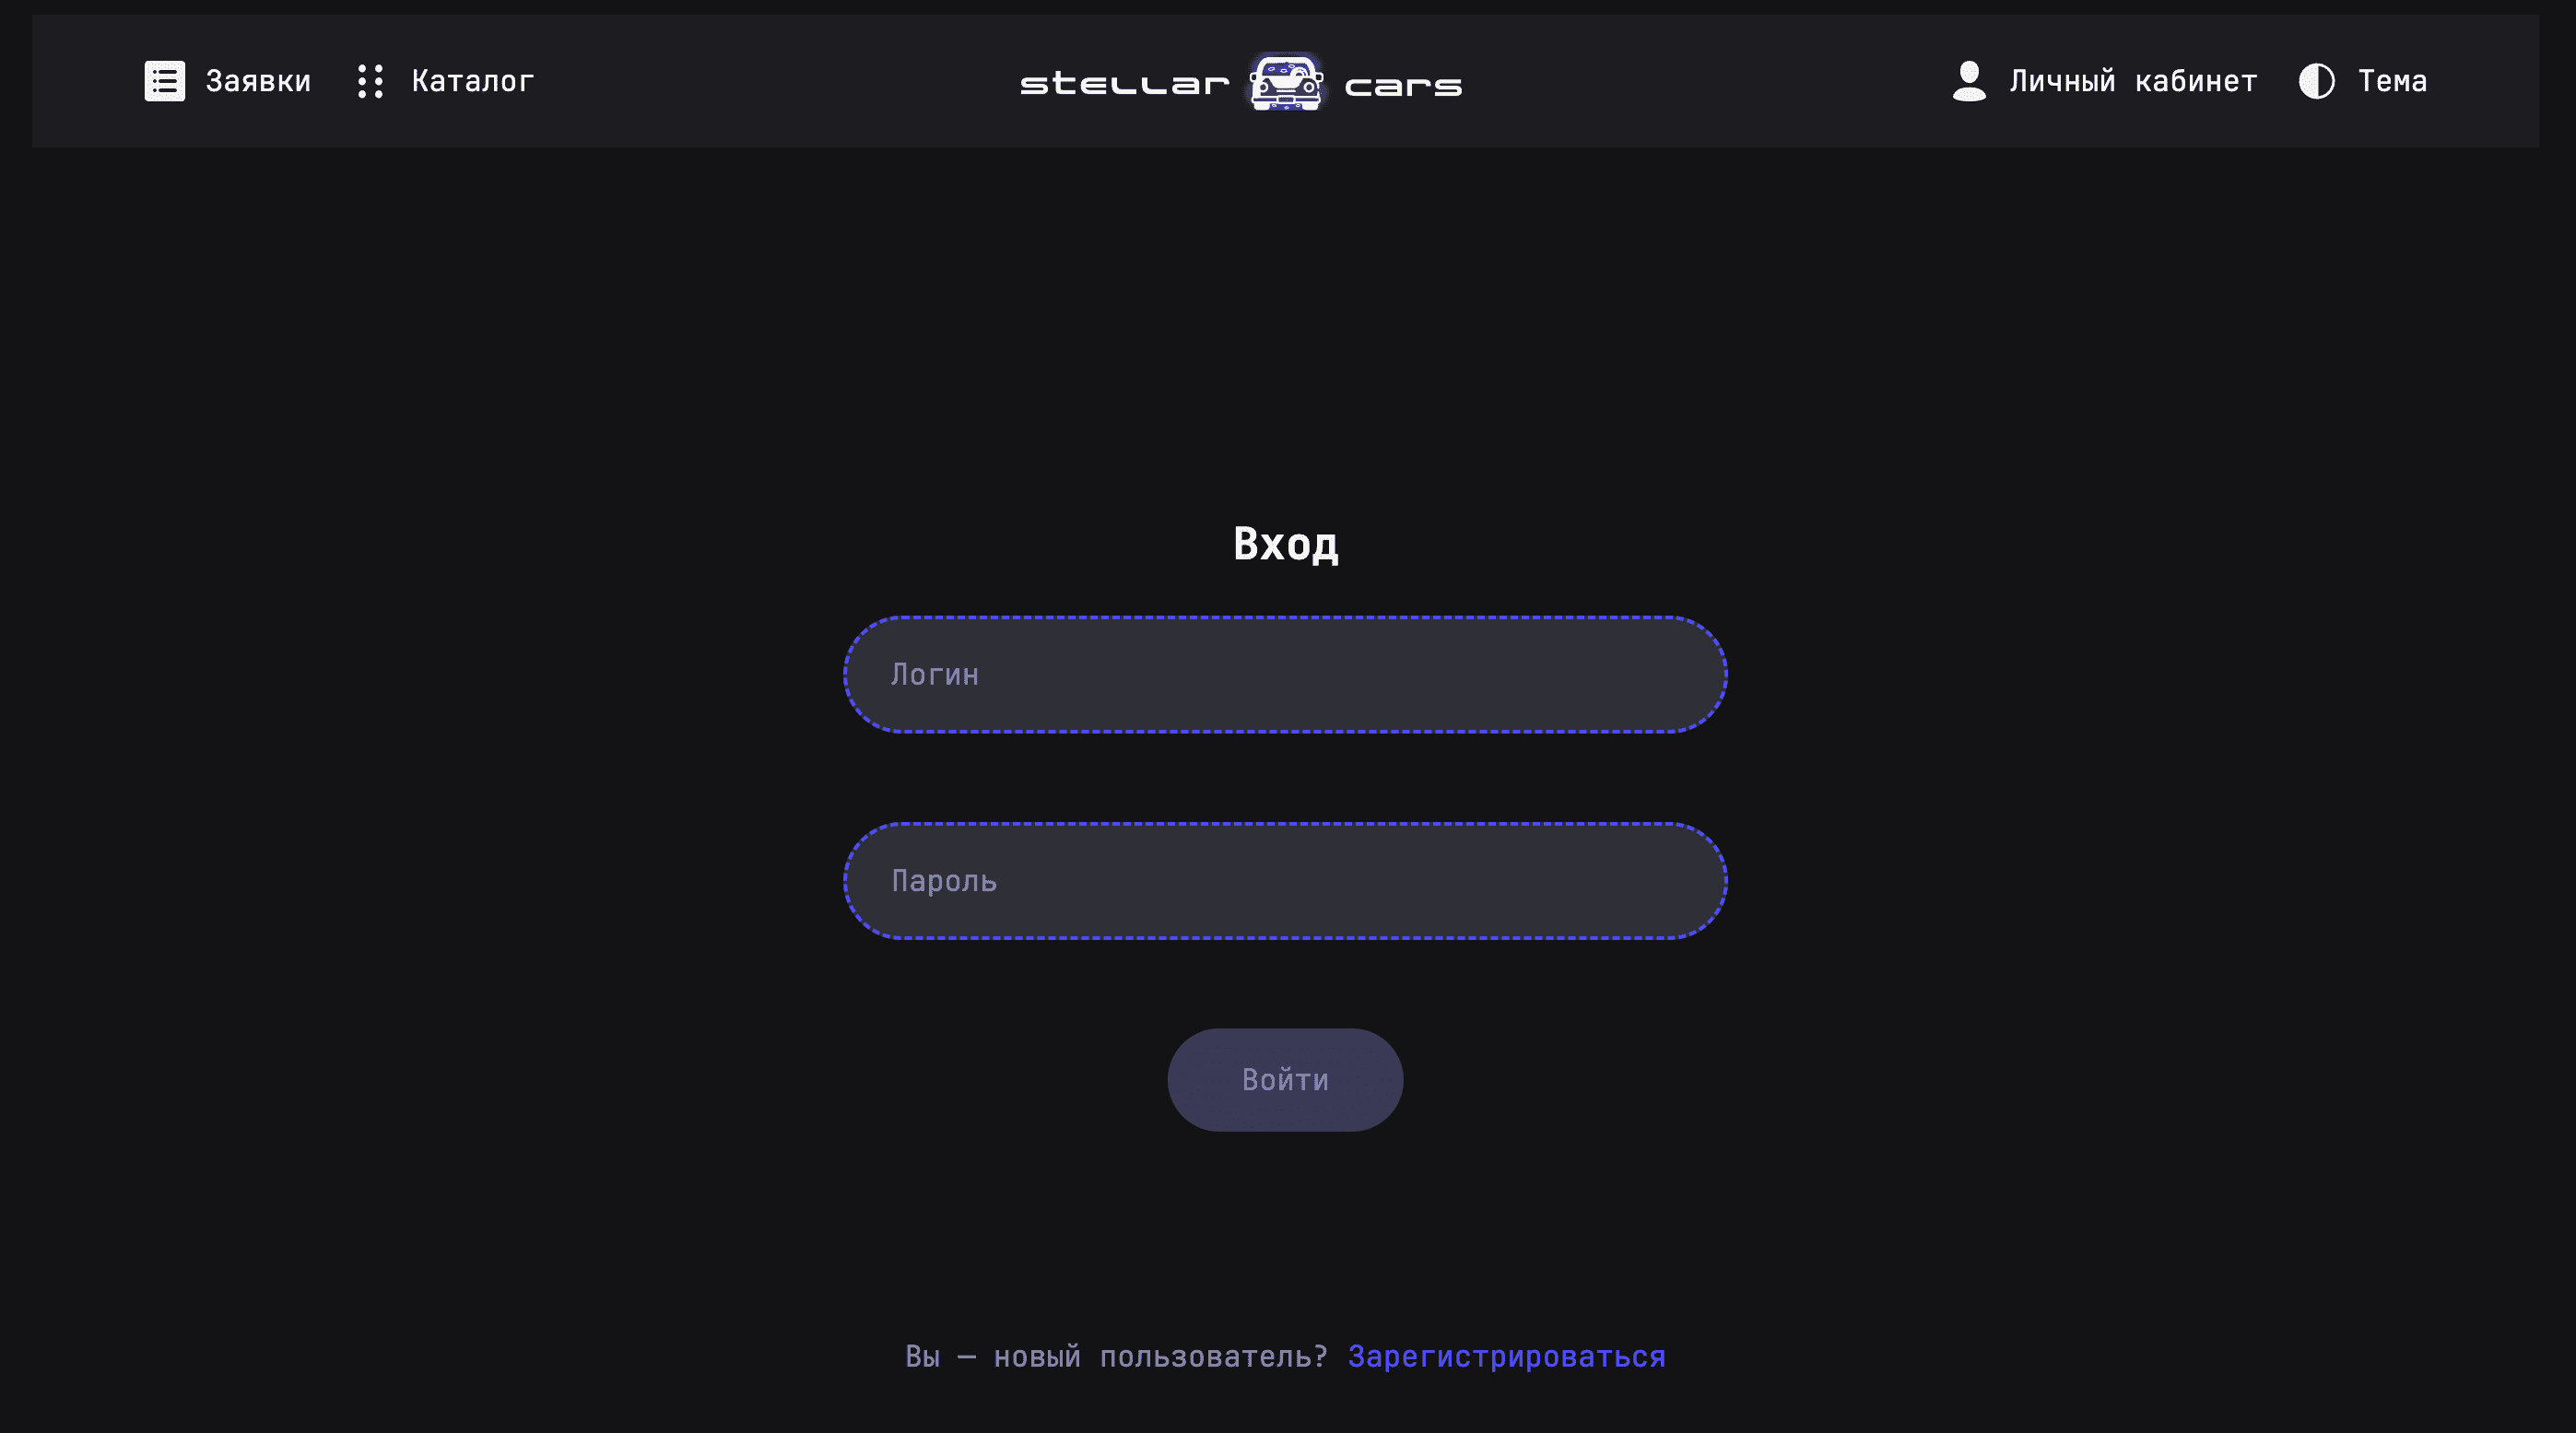 Заявки Каталог stellar cars Личный кабинет Тема
Вход
Логин
Пароль
Войти
Вы — новый пользователь? Зарегистрироваться